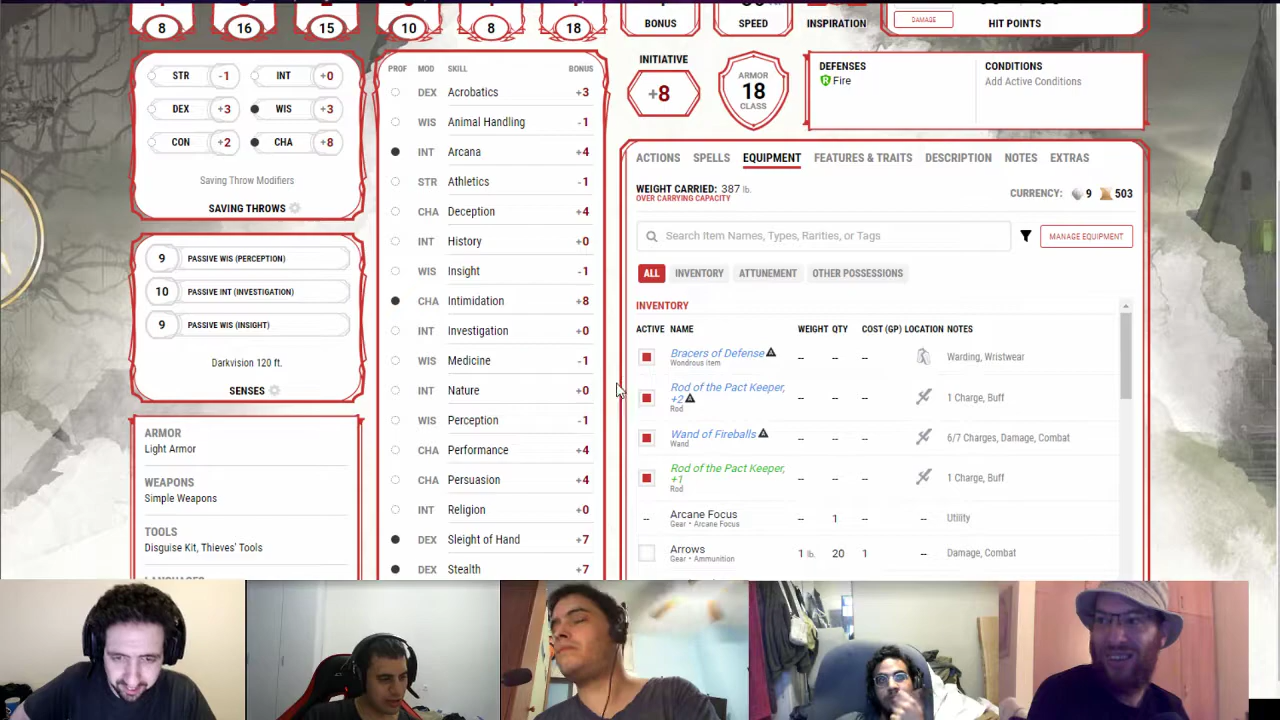 8 16 15 10 8 18
BONUS SPEED INSPIRATION
DAMAGE
HIT POINTS
STR -1 INT +0
DEX +3 WIS +3
CON +2 CHA +8
Saving Throw Modifiers
SAVING THROWS
9 PASSIVE WIS (PERCEPTION)
10 PASSIVE INT (INVESTIGATION)
9 PASSIVE WIS (INSIGHT)
Darkvision 120 ft.
SENSES
ARMOR
Light Armor
WEAPONS
Simple Weapons
TOOLS
Disguise Kit, Thieves' Tools
PROF MOD SKILL BONUS
DEX Acrobatics +3
WIS Animal Handling -1
INT Arcana +4
STR Athletics -1
CHA Deception +4
INT History +0
WIS Insight -1
CHA Intimidation +8
INT Investigation +0
WIS Medicine -1
INT Nature +0
WIS Perception -1
CHA Performance +4
CHA Persuasion +4
INT Religion +0
DEX Sleight of Hand +7
DEX Stealth +7
INITIATIVE
+8
ARMOR
18
CLASS
DEFENSES
R Fire
CONDITIONS
Add Active Conditions
ACTIONS SPELLS EQUIPMENT FEATURES & TRAITS DESCRIPTION NOTES EXTRAS
WEIGHT CARRIED: 387 lb.
OVER CARRYING CAPACITY
CURRENCY: 9 503
Search Item Names, Types, Rarities, or Tags
MANAGE EQUIPMENT
ALL INVENTORY ATTUNEMENT OTHER POSSESSIONS
INVENTORY
ACTIVE NAME WEIGHT QTY COST (GP) LOCATION NOTES
Bracers of Defense -- -- -- Warding, Wristwear
Wondrous item
Rod of the Pact Keeper,
+2 -- -- -- 1 Charge, Buff
Rod
Wand of Fireballs -- -- -- 6/7 Charges, Damage, Combat
Wand
Rod of the Pact Keeper,
+1 -- -- -- 1 Charge, Buff
Rod
-- Arcane Focus -- 1 -- -- Utility
Gear • Arcane Focus
Arrows 1 lb. 20 1 -- Damage, Combat
Gear • Ammunition